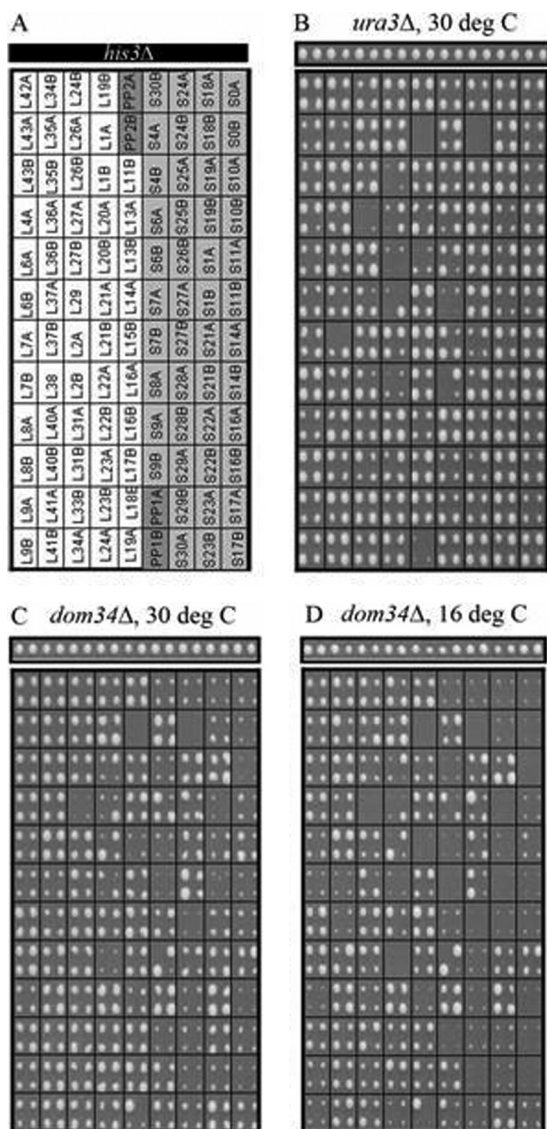 A
his3Δ
L42A L34B L24B L19B PP2A S30B S24A S18A S0A
L43A L35A L26A L1A PP2B S4A S24B S18B S0B
L43B L35B L26B L1B L11B S4B S25A S19A S10A
L4A L36A L27A L20A L13A S6A S25B S19B S10B
L6A L36B L27B L20B L13B S6B S26B S1A S11A
L6B L37A L29 L21A L14A S7A S27A S1B S11B
L7A L37B L2A L21B L15B S7B S27B S21A S14A
L7B L38 L2B L22A L16A S8A S28A S21B S14B
L8A L40A L31A L22B L16B S9A S28B S22A S16A
L8B L40B L31B L23A L17B S9B S29A S22B S16B
L9A L41A L33B L23B L18B PP1A S29B S23A S17A
L9B L41B L34A L24A L19A PP1B S30A S23B S17B
B ura3Δ, 30 deg C
C dom34Δ, 30 deg C
D dom34Δ, 16 deg C